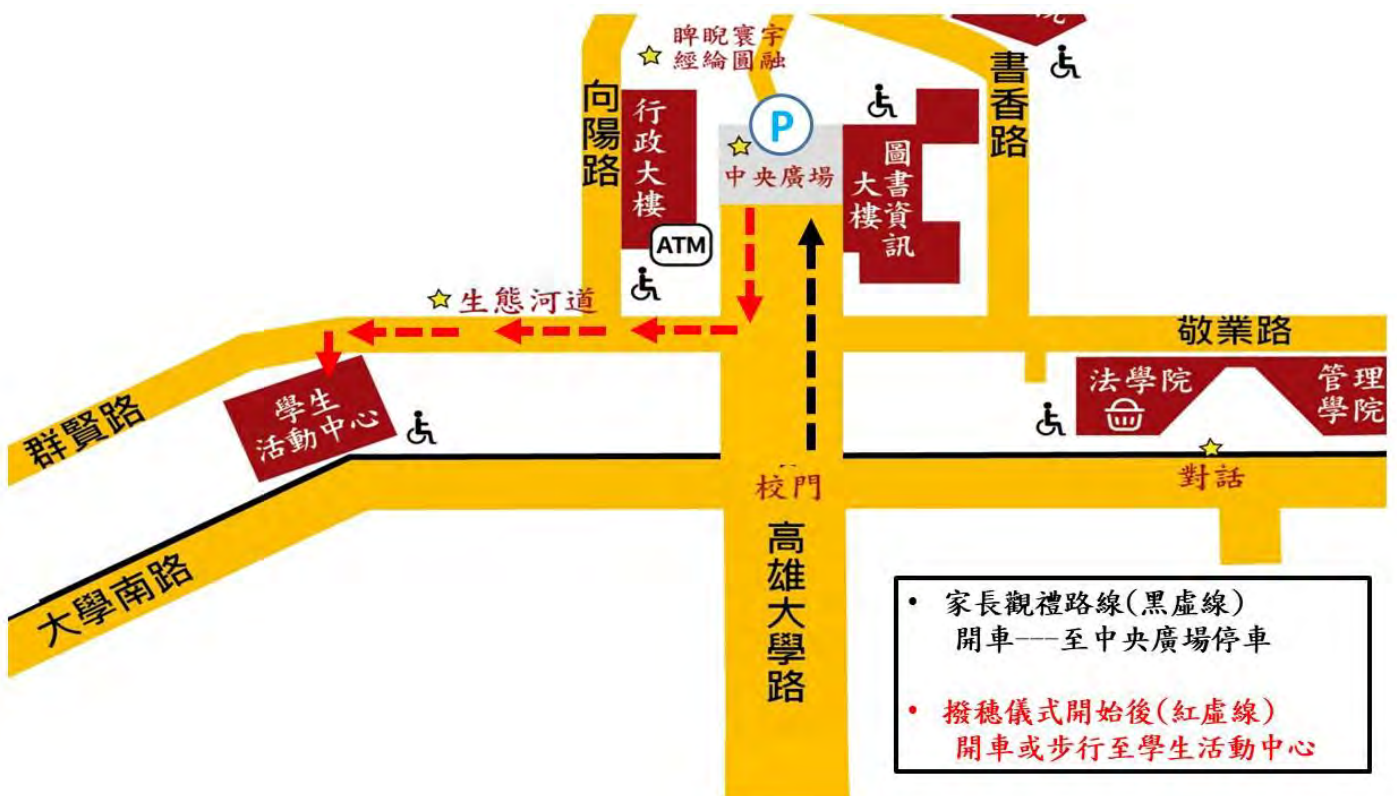 睥睨寰宇
經綸圓融
院
書香路
向陽路
行政大樓
P
中央廣場
圖書資訊
大樓
ATM
生態河道
敬業路
法學院
管理
學院
學生
活動中心
群賢路
校門
對話
高雄大學路
大學南路
• 家長觀禮路線(黑虛線)
開車---至中央廣場停車
• 撥穗儀式開始後(紅虛線)
開車或步行至學生活動中心